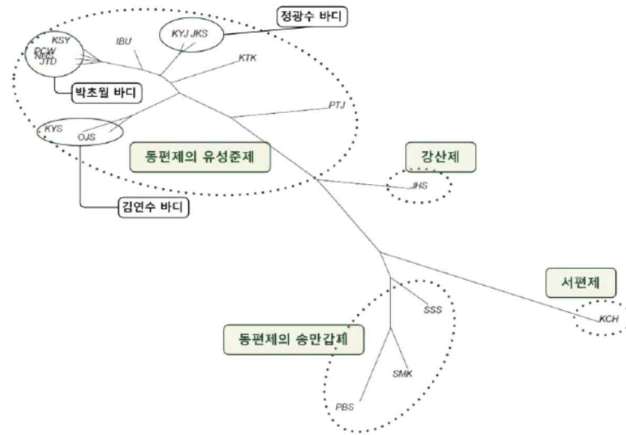 정광수 바디
KSY
IBU
KYJ JKS
PCW
NHS
JTD
KTK
박초월 바디
PTJ
KYS
OJS
동편제의 유성준제
강산제
JHS
김연수 바디
서편제
SSS
KCH
동편제의 송만갑제
SMK
PBS